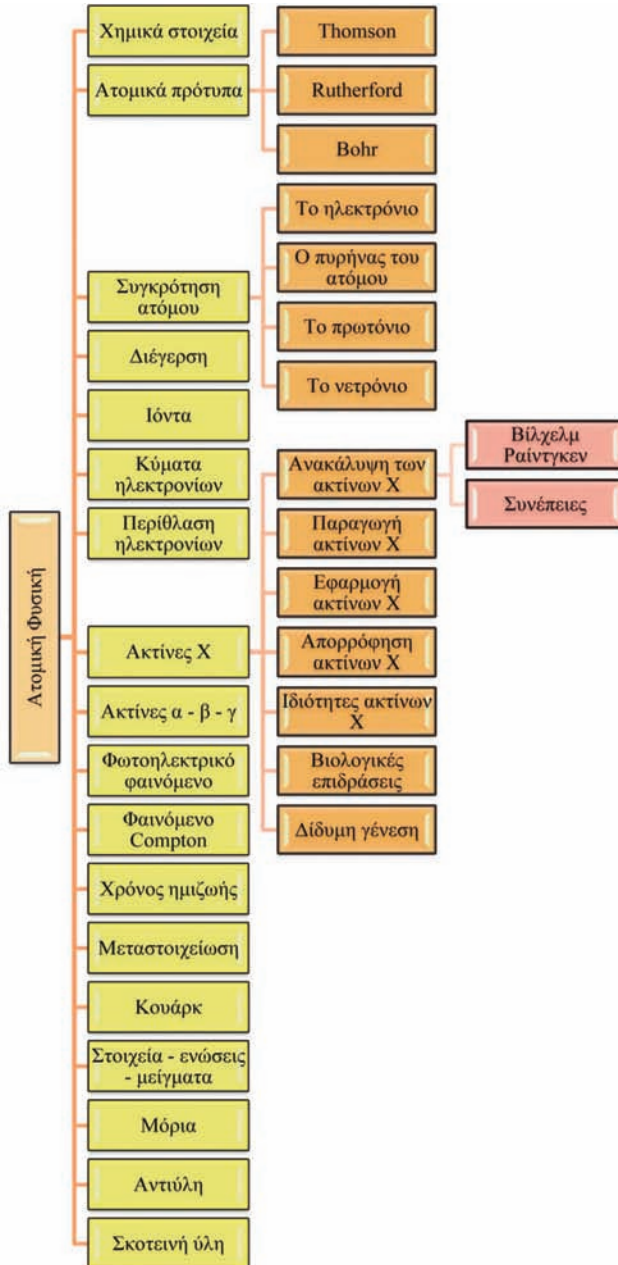 Ατομική Φυσική
Χημικά στοιχεία
Ατομικά πρότυπα
Thomson
Rutherford
Bohr
Συγκρότηση
ατόμου
Το ηλεκτρόνιο
Ο πυρήνας του
ατόμου
Το πρωτόνιο
Το νετρόνιο
Διέγερση
Ιόντα
Κύματα
ηλεκτρονίων
Περίθλαση
ηλεκτρονίων
Ακτίνες Χ
Ανακάλυψη των
ακτίνων Χ
Βίλχελμ
Ραίντγκεν
Συνέπειες
Παραγωγή
ακτίνων Χ
Εφαρμογή
ακτίνων Χ
Απορρόφηση
ακτίνων Χ
Ιδιότητες ακτίνων
Χ
Βιολογικές
επιδράσεις
Δίδυμη γένεση
Ακτίνες α - β - γ
Φωτοηλεκτρικό
φαινόμενο
Φαινόμενο
Compton
Χρόνος ημιζωής
Μεταστοιχείωση
Κουάρκ
Στοιχεία - ενώσεις
- μείγματα
Μόρια
Αντιύλη
Σκοτεινή ύλη